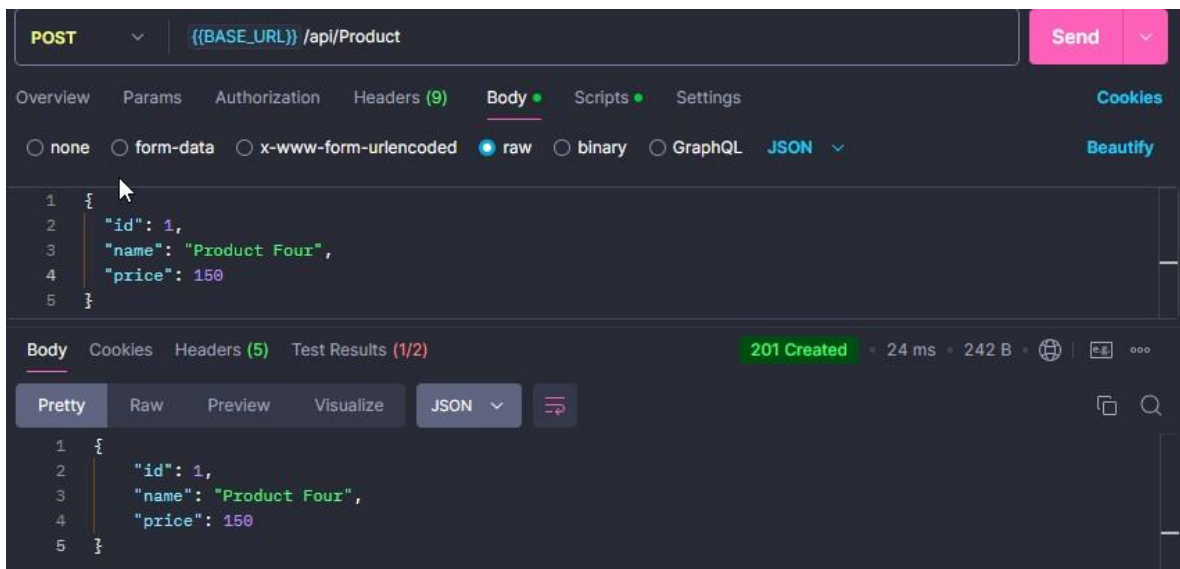 POST {{BASE_URL}} /api/Product Send
Overview Params Authorization Headers (9) Body Scripts Settings Cookies
none form-data x-www-form-urlencoded raw binary GraphQL JSON Beautify
1 {
2 "id": 1,
3 "name": "Product Four",
4 "price": 150
5 }
Body Cookies Headers (5) Test Results (1/2) 201 Created 24 ms 242 B e.g.
Pretty Raw Preview Visualize JSON
1 {
2 "id": 1,
3 "name": "Product Four",
4 "price": 150
5 }